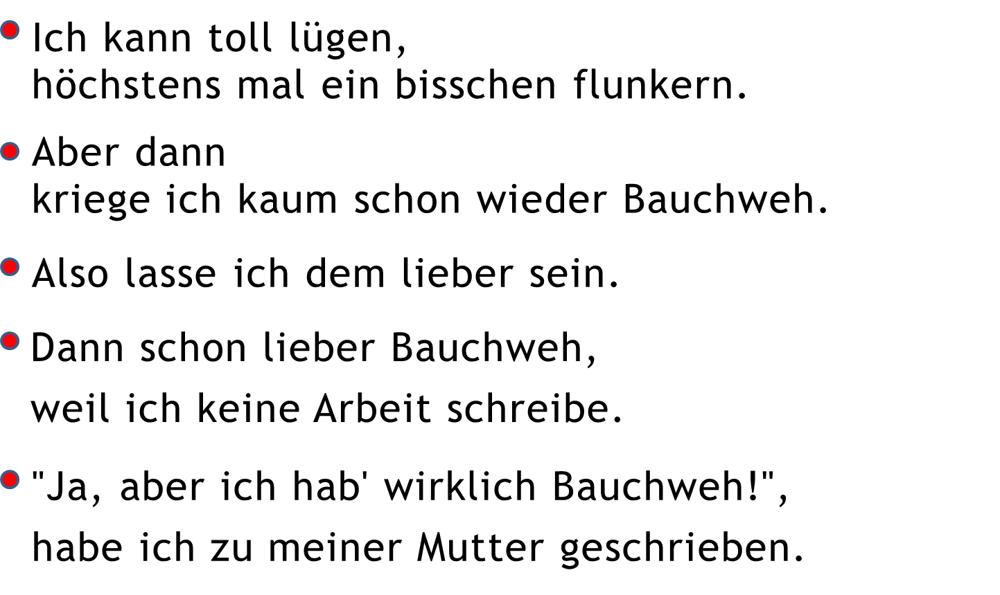 Ich kann toll lügen,
höchstens mal ein bisschen flunkern.
Aber dann
kriege ich kaum schon wieder Bauchweh.
Also lasse ich dem lieber sein.
Dann schon lieber Bauchweh,
weil ich keine Arbeit schreibe.
"Ja, aber ich hab' wirklich Bauchweh!",
habe ich zu meiner Mutter geschrieben.